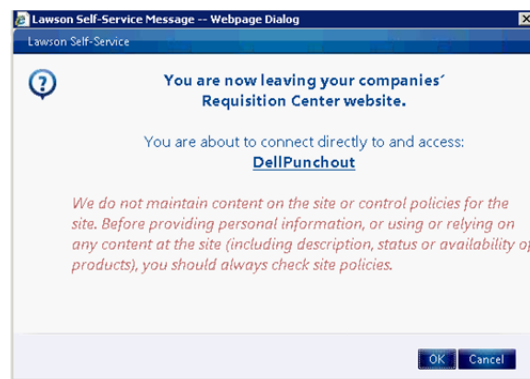 Lawson Self-Service Message -- Webpage Dialog
Lawson Self-Service
You are now leaving your companies'
Requisition Center website.
You are about to connect directly to and access:
DellPunchout
We do not maintain content on the site or control policies for the
site. Before providing personal information, or using or relying on
any content at the site (including description, status or availability of
products), you should always check site policies.
OK Cancel